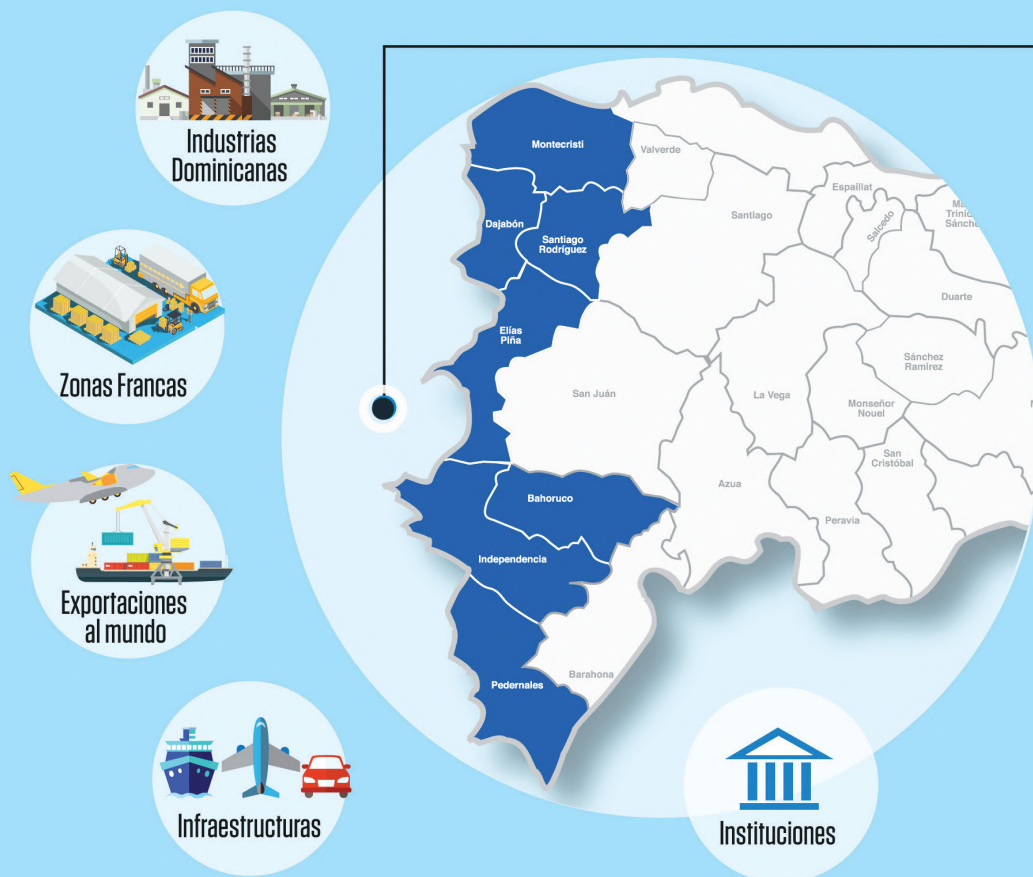 Industrias
Dominicanas
Zonas Francas
Exportaciones
al mundo
Infraestructuras
Instituciones
Montecristi
Valverde
Dajabón
Santiago
Rodríguez
Santiago
Espaillat
Salcedo
Duarte
Elías
Piña
San Juán
La Vega
Sánchez
Ramirez
Monseñor
Nouel
San
Cristóbal
Azua
Peravia
Bahoruco
Independencia
Barahona
Pedernales